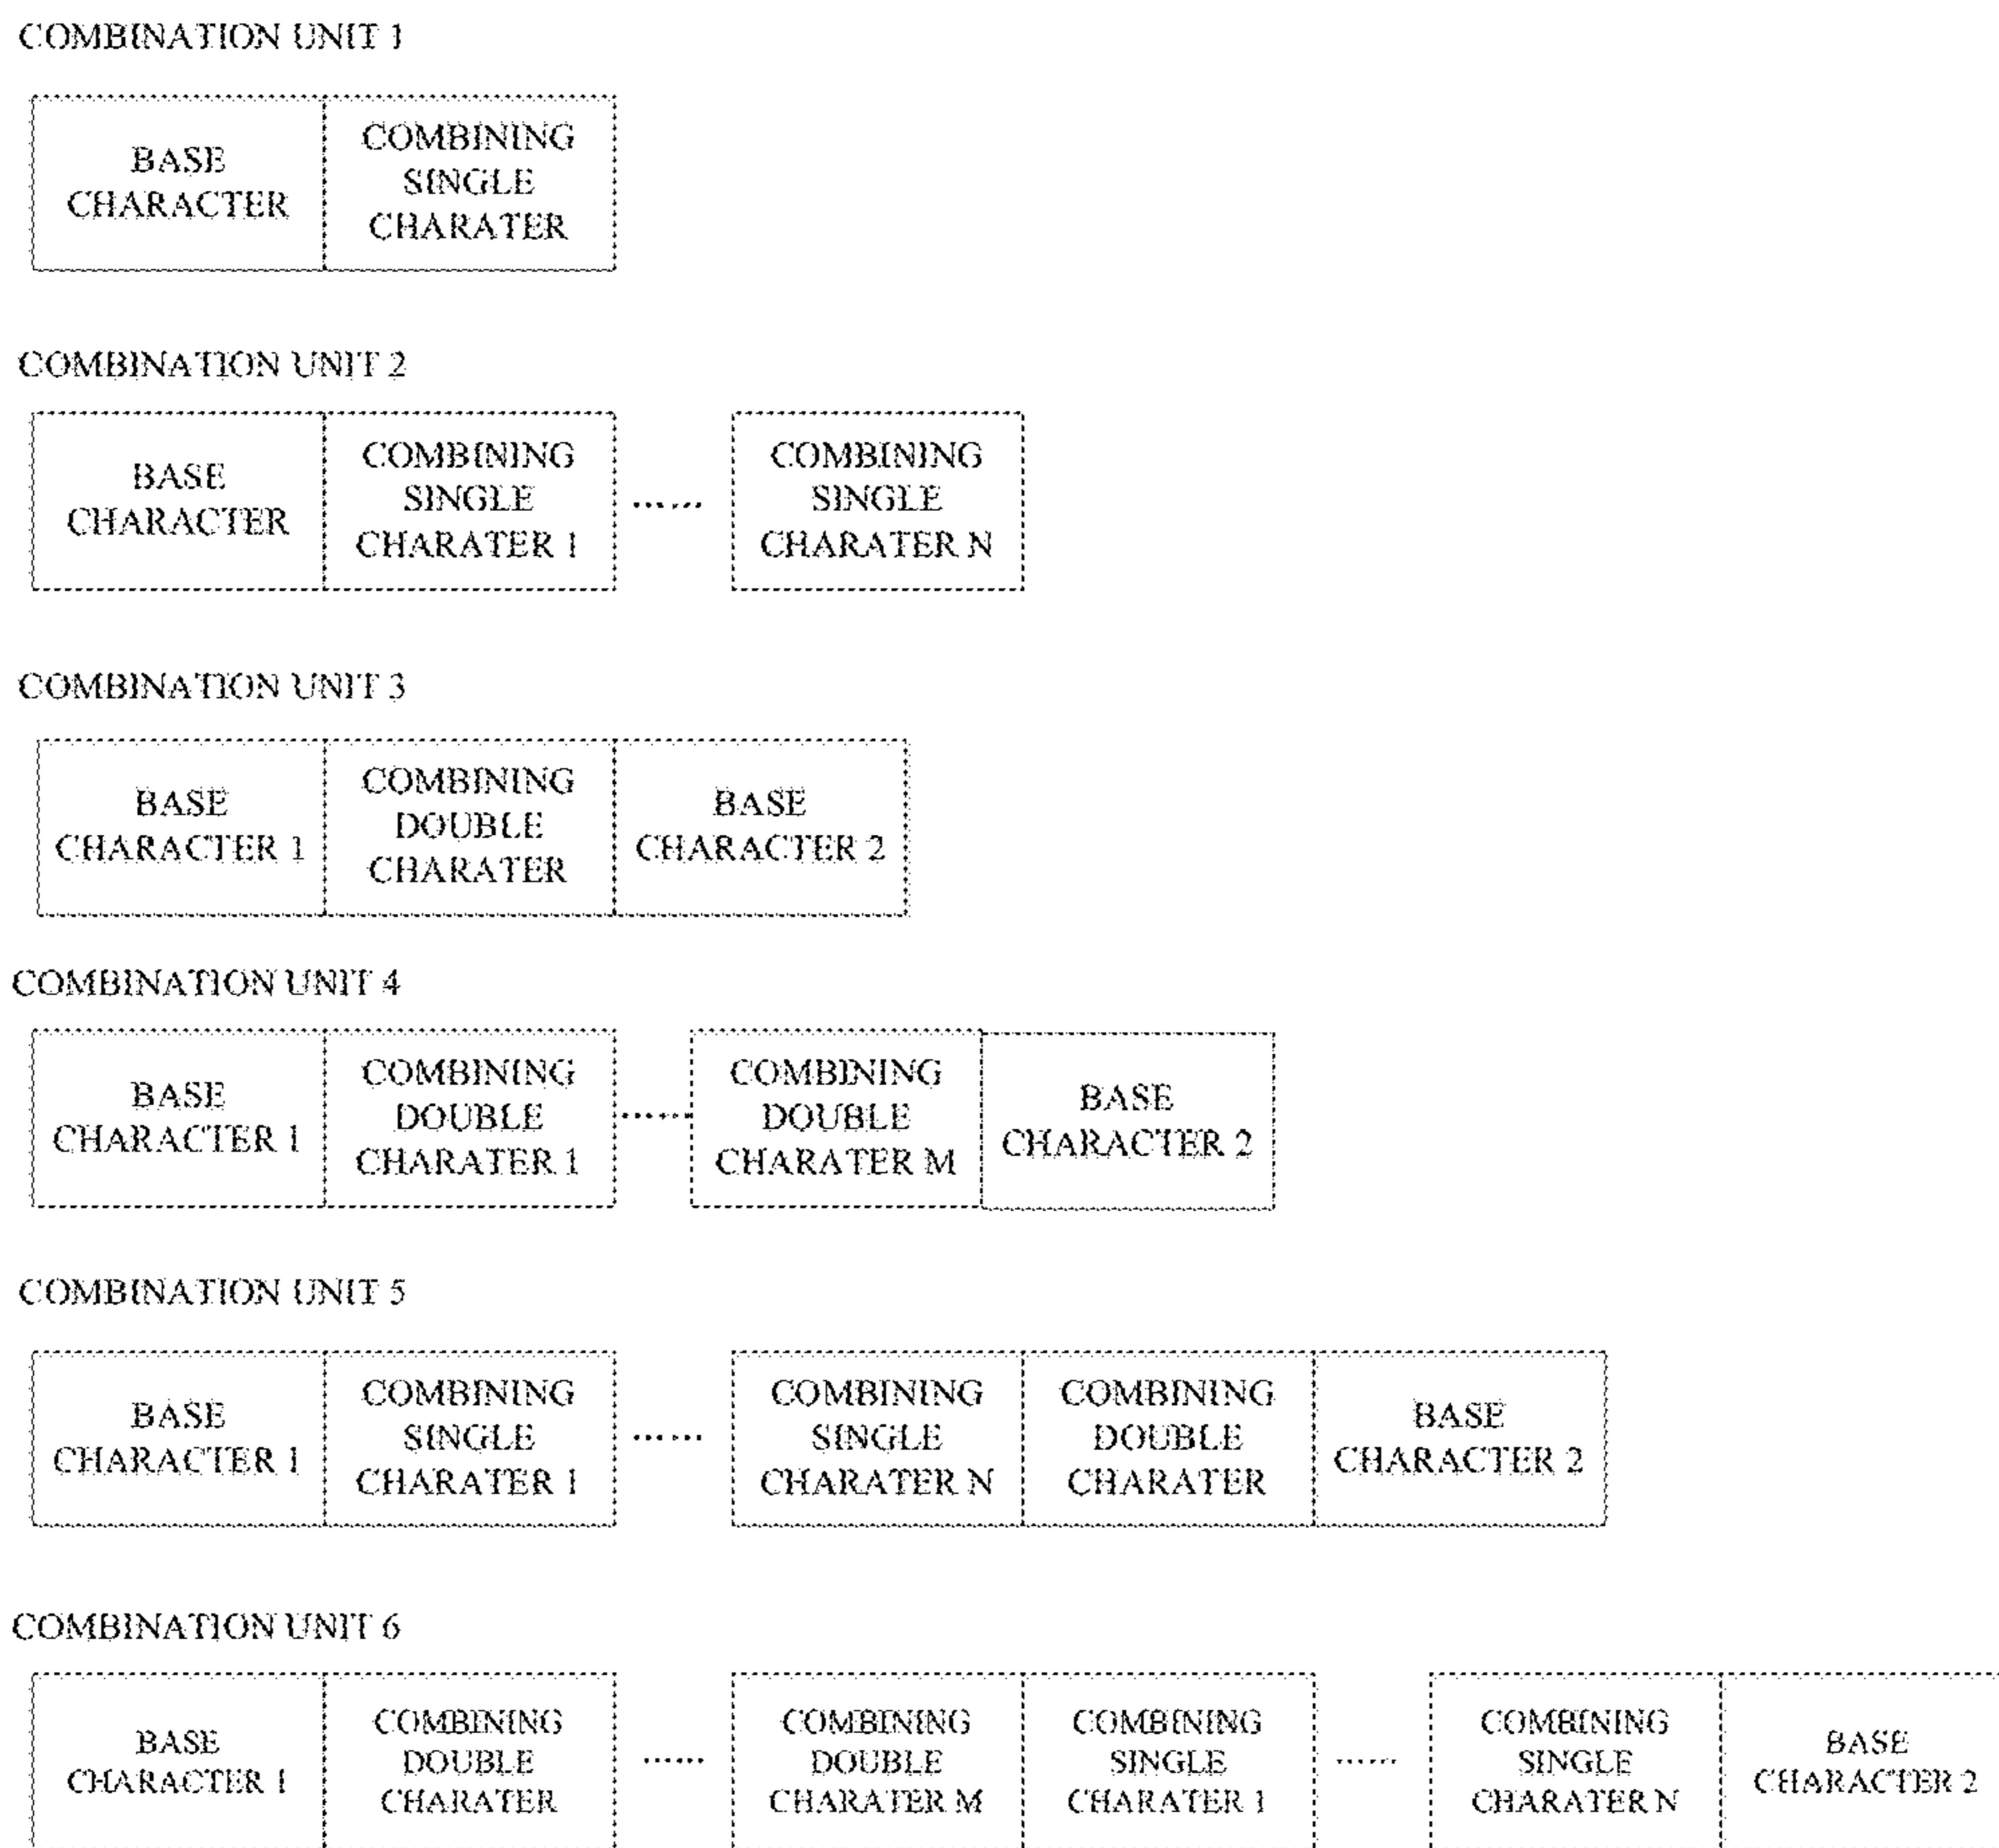 COMBINATION UNIT 1
BASE
CHARACTER
COMBINING
SINGLE
CHARATER
COMBINATION UNIT 2
BASE
CHARACTER
COMBINING
SINGLE
CHARATER 1
......
COMBINING
SINGLE
CHARATER N
COMBINATION UNIT 3
BASE
CHARACTER 1
COMBINING
DOUBLE
CHARATER
BASE
CHARACTER 2
COMBINATION UNIT 4
BASE
CHARACTER 1
COMBINING
DOUBLE
CHARATER 1
......
COMBINING
DOUBLE
CHARATER M
BASE
CHARACTER 2
COMBINATION UNIT 5
BASE
CHARACTER 1
COMBINING
SINGLE
CHARATER 1
......
COMBINING
SINGLE
CHARATER N
COMBINING
DOUBLE
CHARATER
BASE
CHARACTER 2
COMBINATION UNIT 6
BASE
CHARACTER 1
COMBINING
DOUBLE
CHARATER
......
COMBINING
DOUBLE
CHARATER M
COMBINING
SINGLE
CHARATER 1
......
COMBINING
SINGLE
CHARATER N
BASE
CHARACTER 2